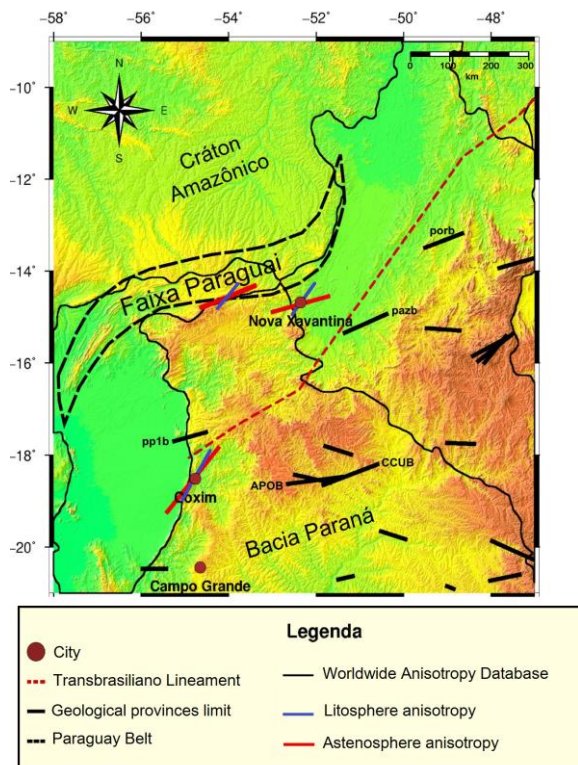 −58 −56 −54 −52 −50 −48
−10
−12
−14
−16
−18
−20
N
W E
S
0 100 200 300
km
Cráton
Amazônico
Faixa Paraguai
Nova Xavantina
porb
pazb
pp1b
Coxim
APOB
CCUB
Bacia Paraná
Campo Grande
Legenda
City
Transbrasiliano Lineament
Geological provinces limit
Paraguay Belt
Worldwide Anisotropy Database
Litosphere anisotropy
Astenosphere anisotropy